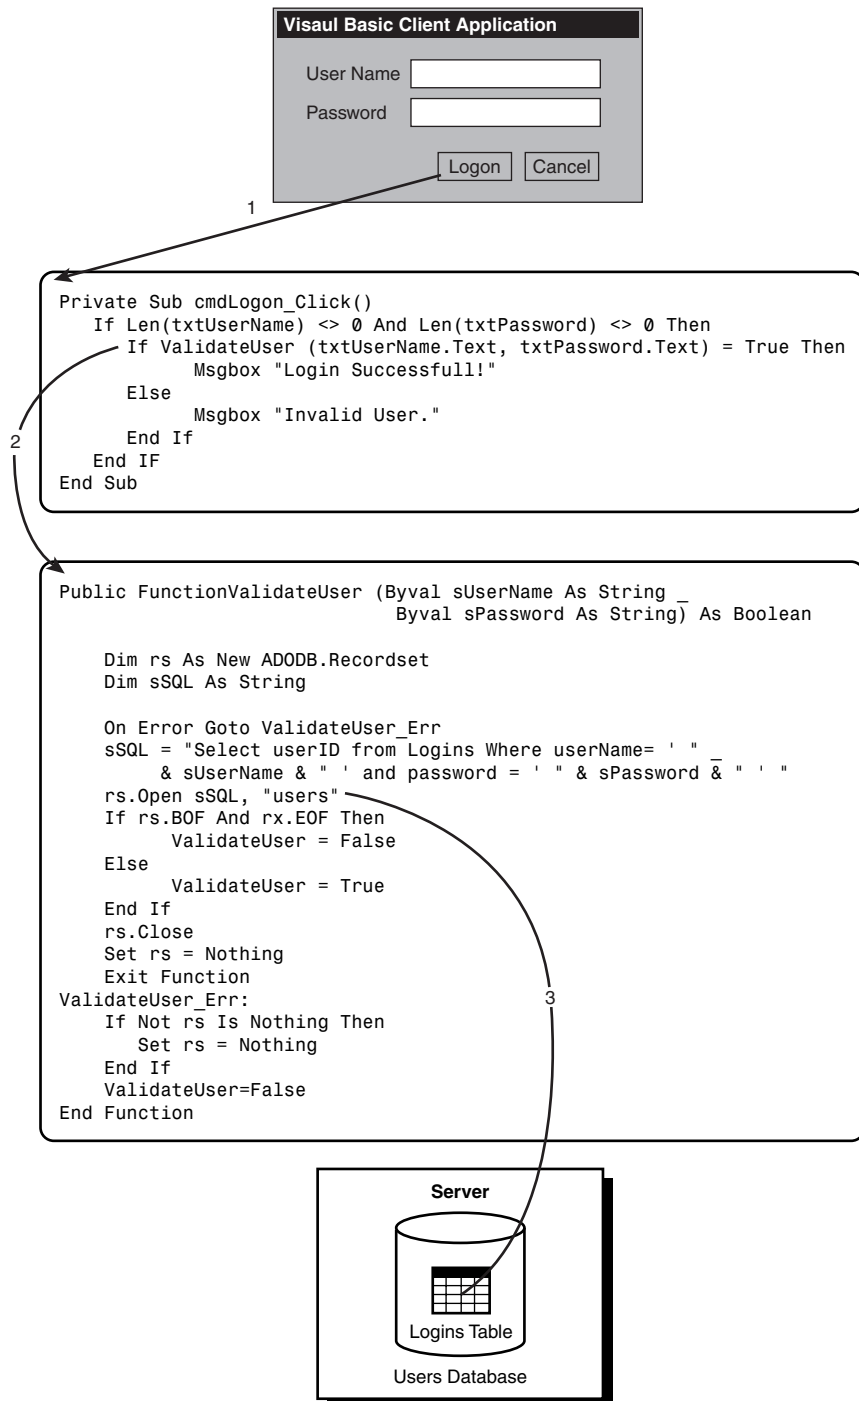 Visaul Basic Client Application
User Name
Password
Logon Cancel
1
Private Sub cmdLogon_Click()
If Len(txtUserName) <> 0 And Len(txtPassword) <> 0 Then
If ValidateUser (txtUserName.Text, txtPassword.Text) = True Then
Msgbox "Login Successfull!"
Else
Msgbox "Invalid User."
End If
End IF
End Sub
2
Public FunctionValidateUser (Byval sUserName As String _
Byval sPassword As String) As Boolean
Dim rs As New ADODB.Recordset
Dim sSQL As String
On Error Goto ValidateUser_Err
sSQL = "Select userID from Logins Where userName= ' " _
& sUserName & " ' and password = ' " & sPassword & " ' "
rs.Open sSQL, "users"
If rs.BOF And rx.EOF Then
ValidateUser = False
Else
ValidateUser = True
End If
rs.Close
Set rs = Nothing
Exit Function
ValidateUser_Err:
If Not rs Is Nothing Then
Set rs = Nothing
End If
ValidateUser=False
End Function
3
Server
Logins Table
Users Database